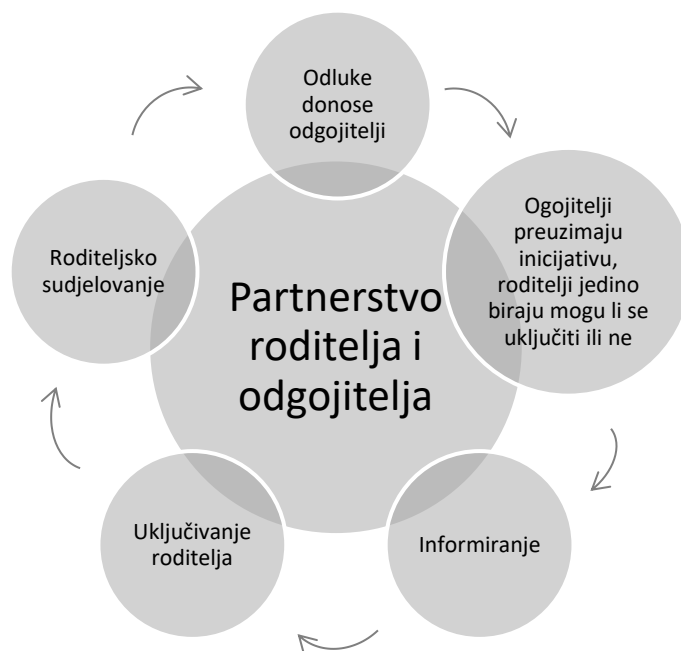 Odluke
donose
odgojitelji
Ogojitelji
preuzimaju
inicijativu,
roditelji jedino
biraju mogu li se
uključiti ili ne
Informiranje
Uključivanje
roditelja
Roditeljsko
sudjelovanje
Partnerstvo
roditelja i
odgojitelja